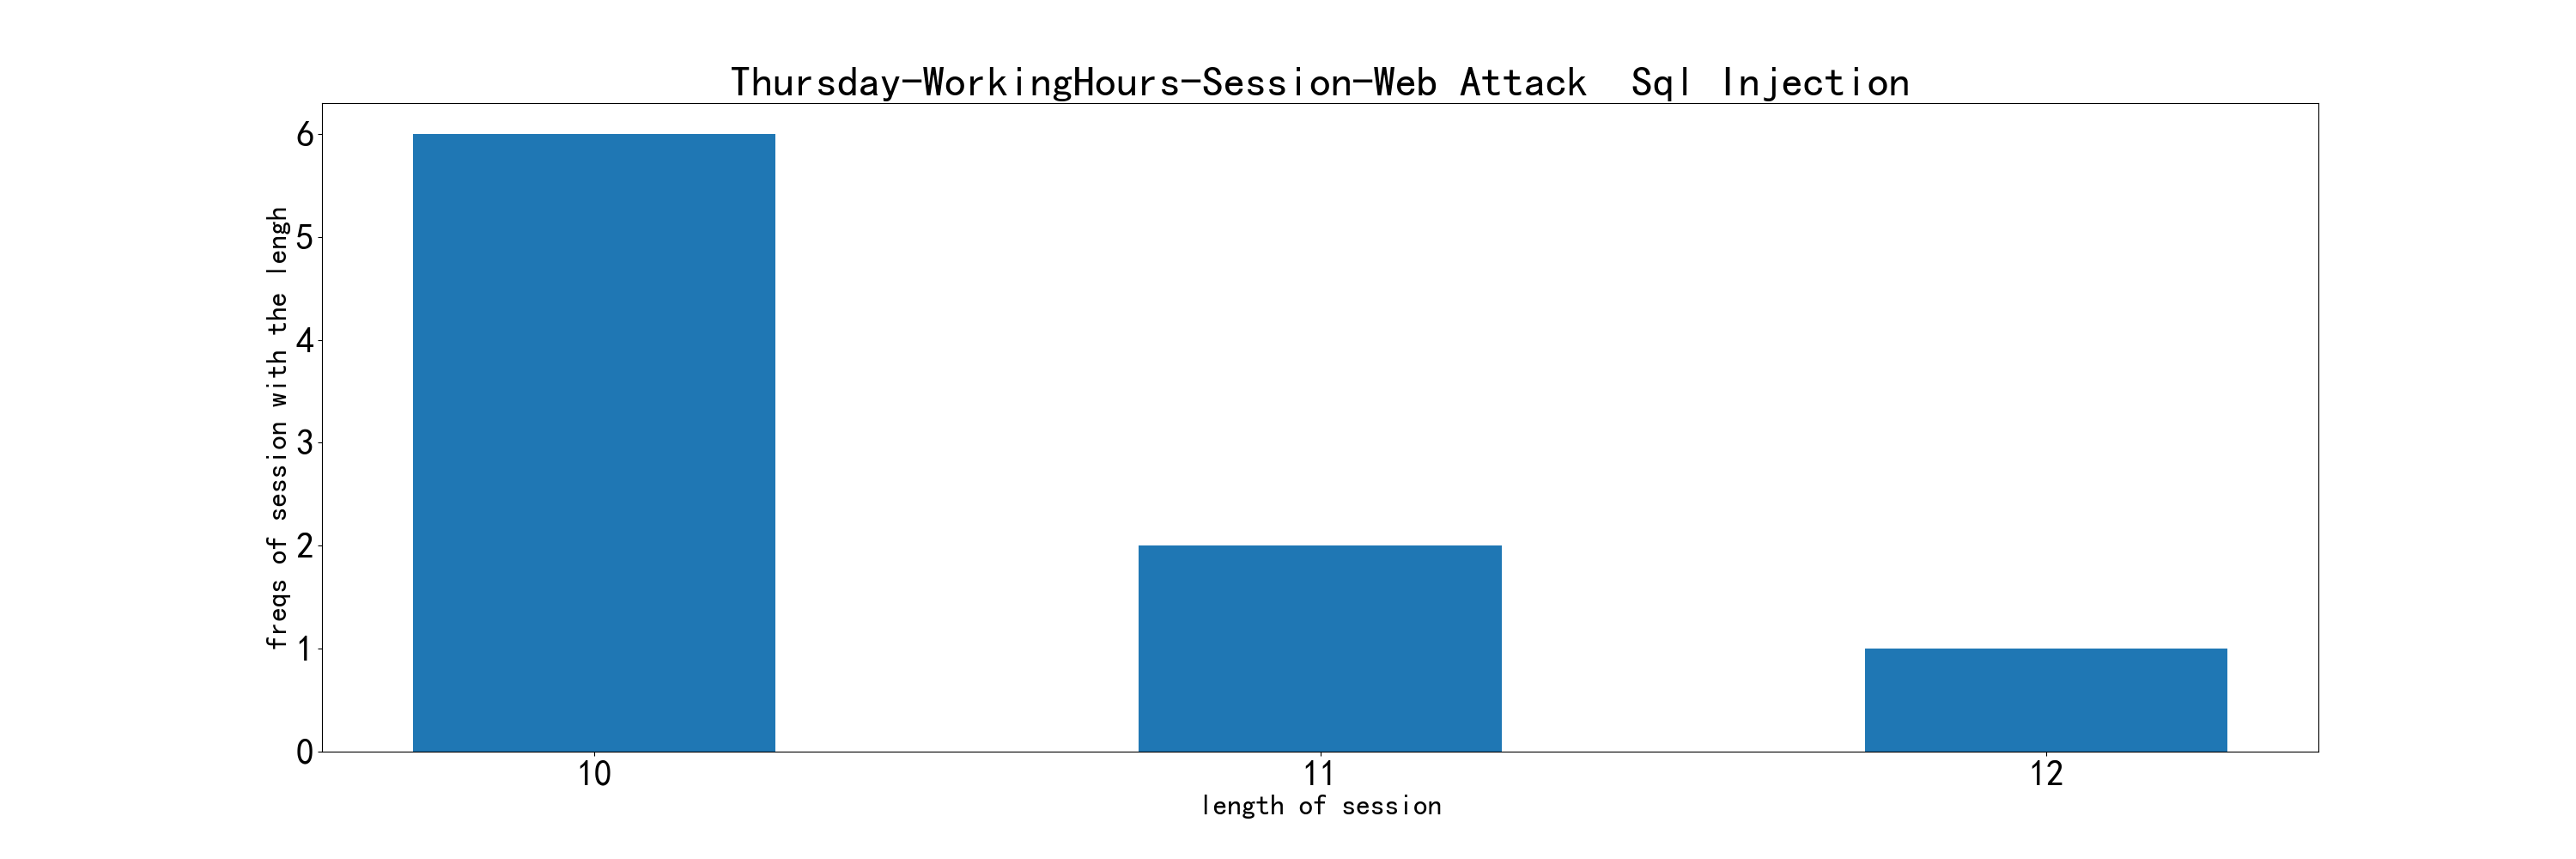 Thursday-WorkingHours-Session-Web Attack  Sql Injection
freqs of session with the lengh
6
5
4
3
2
1
0
10 11 12
length of session